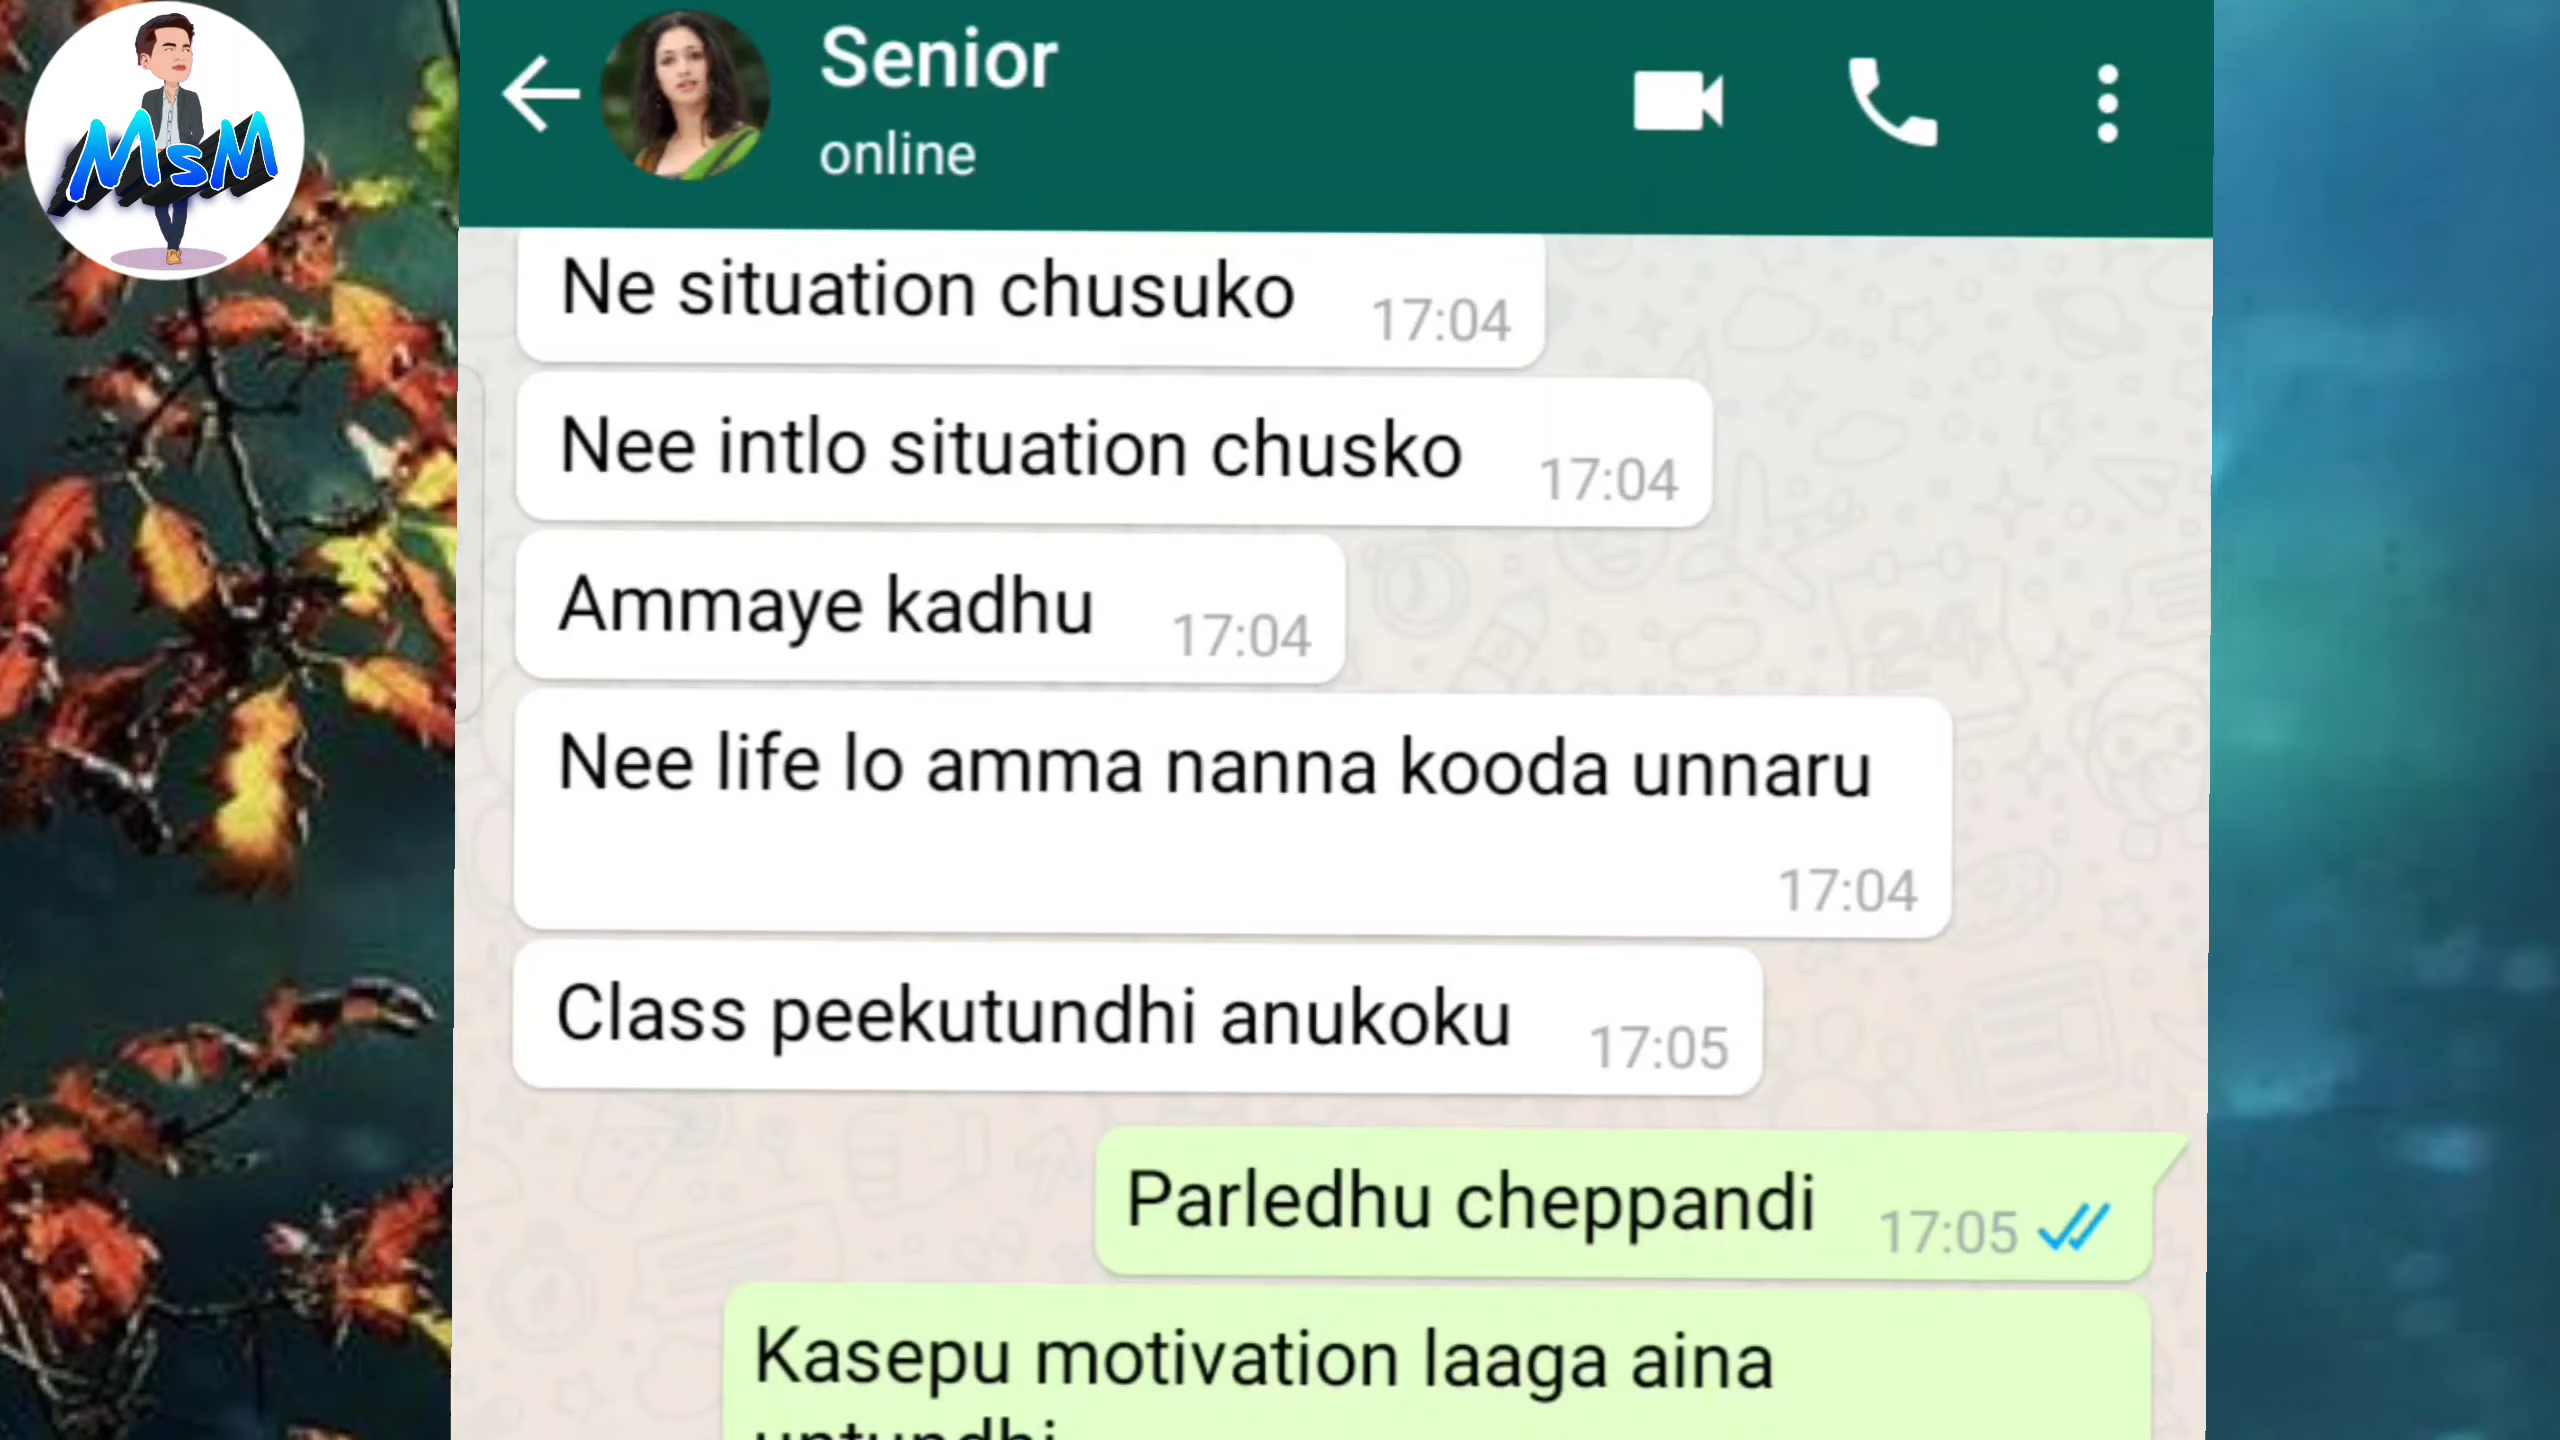 MsM
Senior
online
Ne situation chusuko 17:04
Nee intlo situation chusko 17:04
Ammaye kadhu 17:04
Nee life lo amma nanna kooda unnaru
17:04
Class peekutundhi anukoku 17:05
Parledhu cheppandi 17:05
Kasepu motivation laaga aina